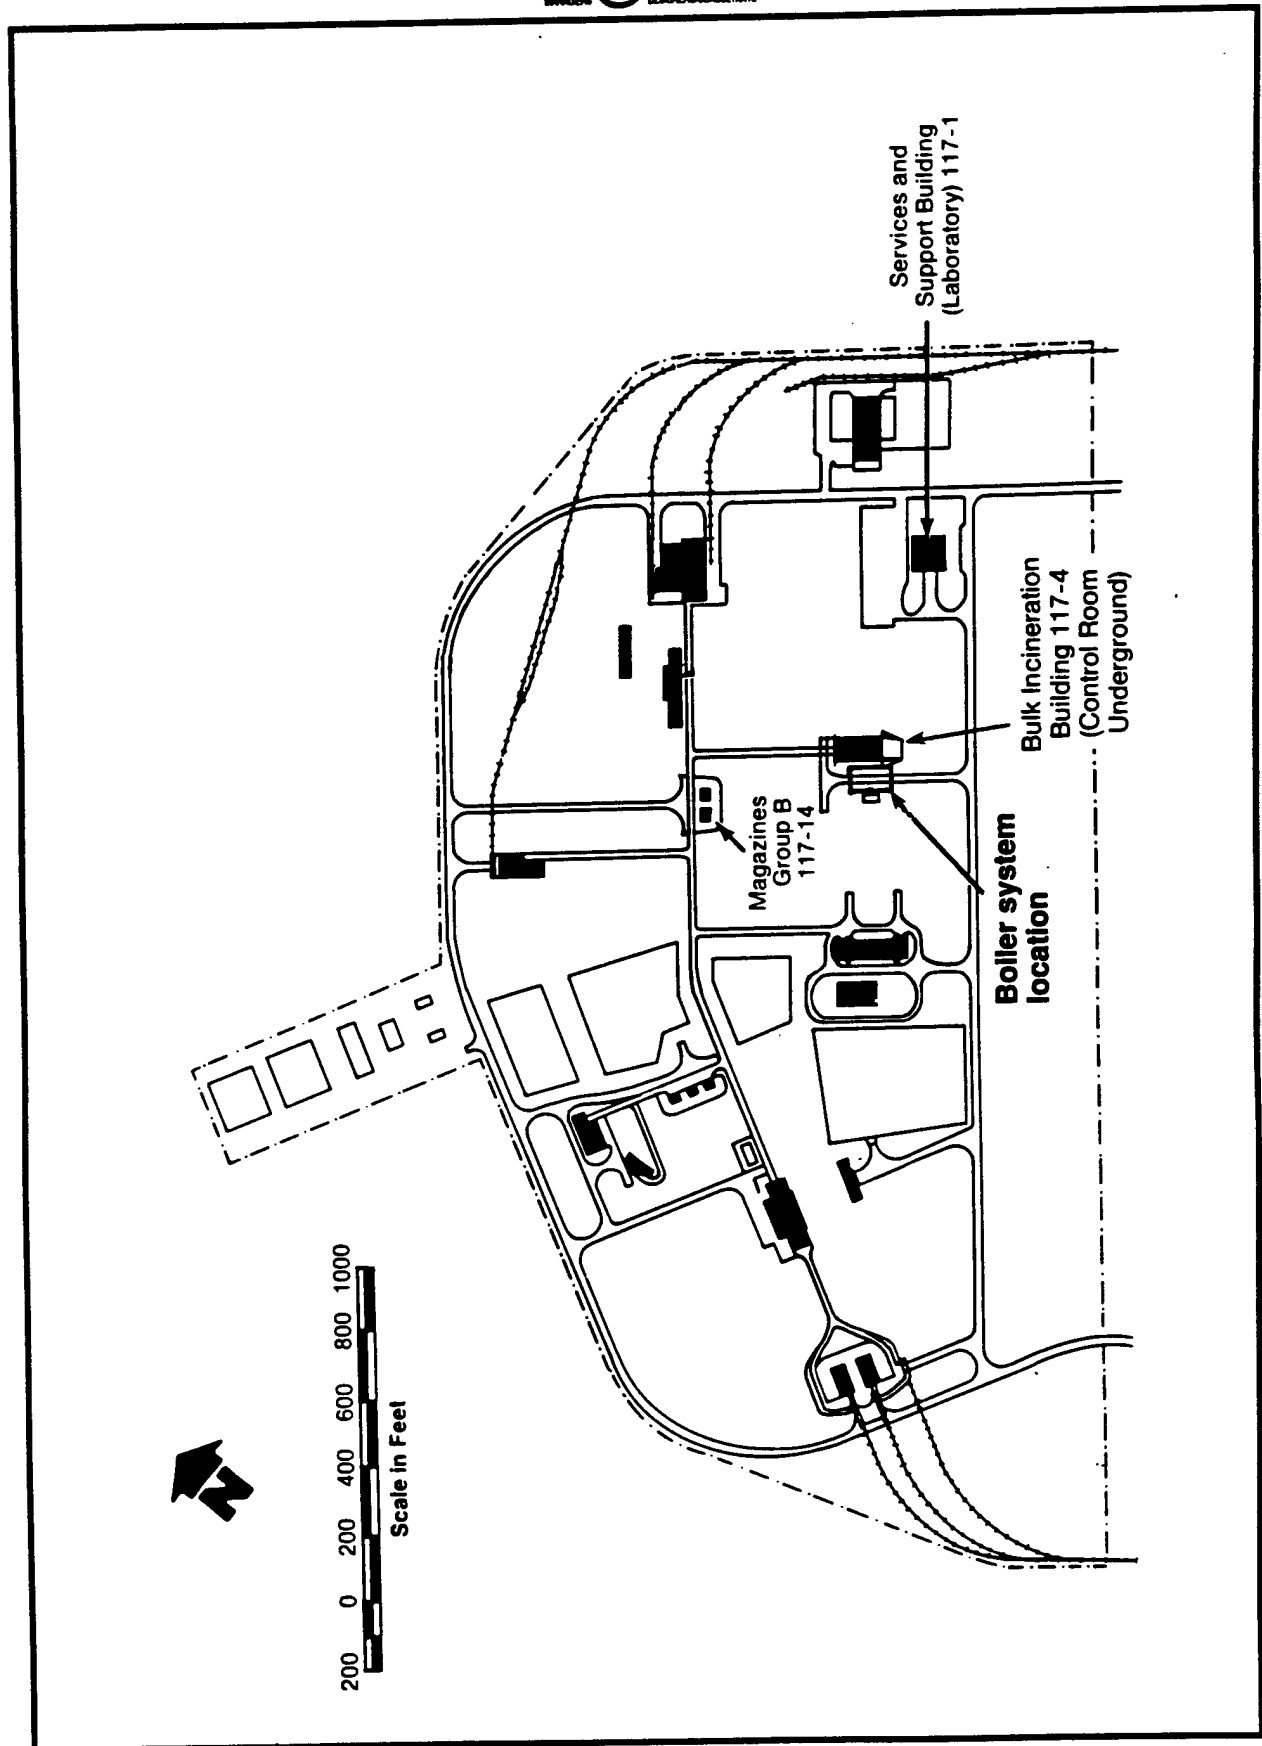 Services and
Support Building
(Laboratory) 117-1
Bulk Incineration
Building 117-4
(Control Room
Underground)
Magazines
Group B
117-14
Boiler system
location
200 0 200 400 600 800 1000
Scale in Feet
N